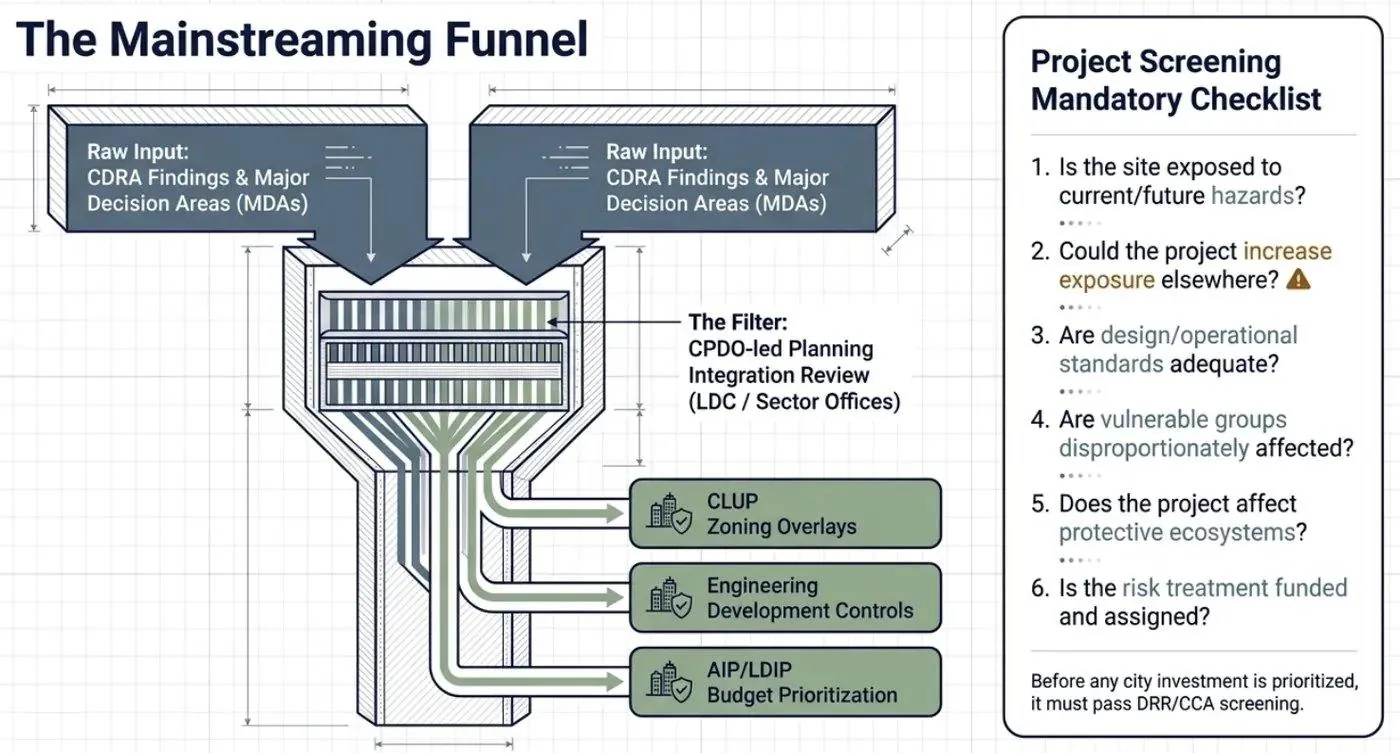 The Mainstreaming Funnel
Raw Input:
CDRA Findings & Major
Decision Areas (MDAs)
Raw Input:
CDRA Findings & Major
Decision Areas (MDAs)
The Filter:
CPDO-led Planning
Integration Review
(LDC / Sector Offices)
CLUP
Zoning Overlays
Engineering
Development Controls
AIP/LDIP
Budget Prioritization
Project Screening
Mandatory Checklist
1. Is the site exposed to
current/future hazards?
2. Could the project increase
exposure elsewhere?
3. Are design/operational
standards adequate?
4. Are vulnerable groups
disproportionately affected?
5. Does the project affect
protective ecosystems?
6. Is the risk treatment funded
and assigned?
Before any city investment is prioritized,
it must pass DRR/CCA screening.